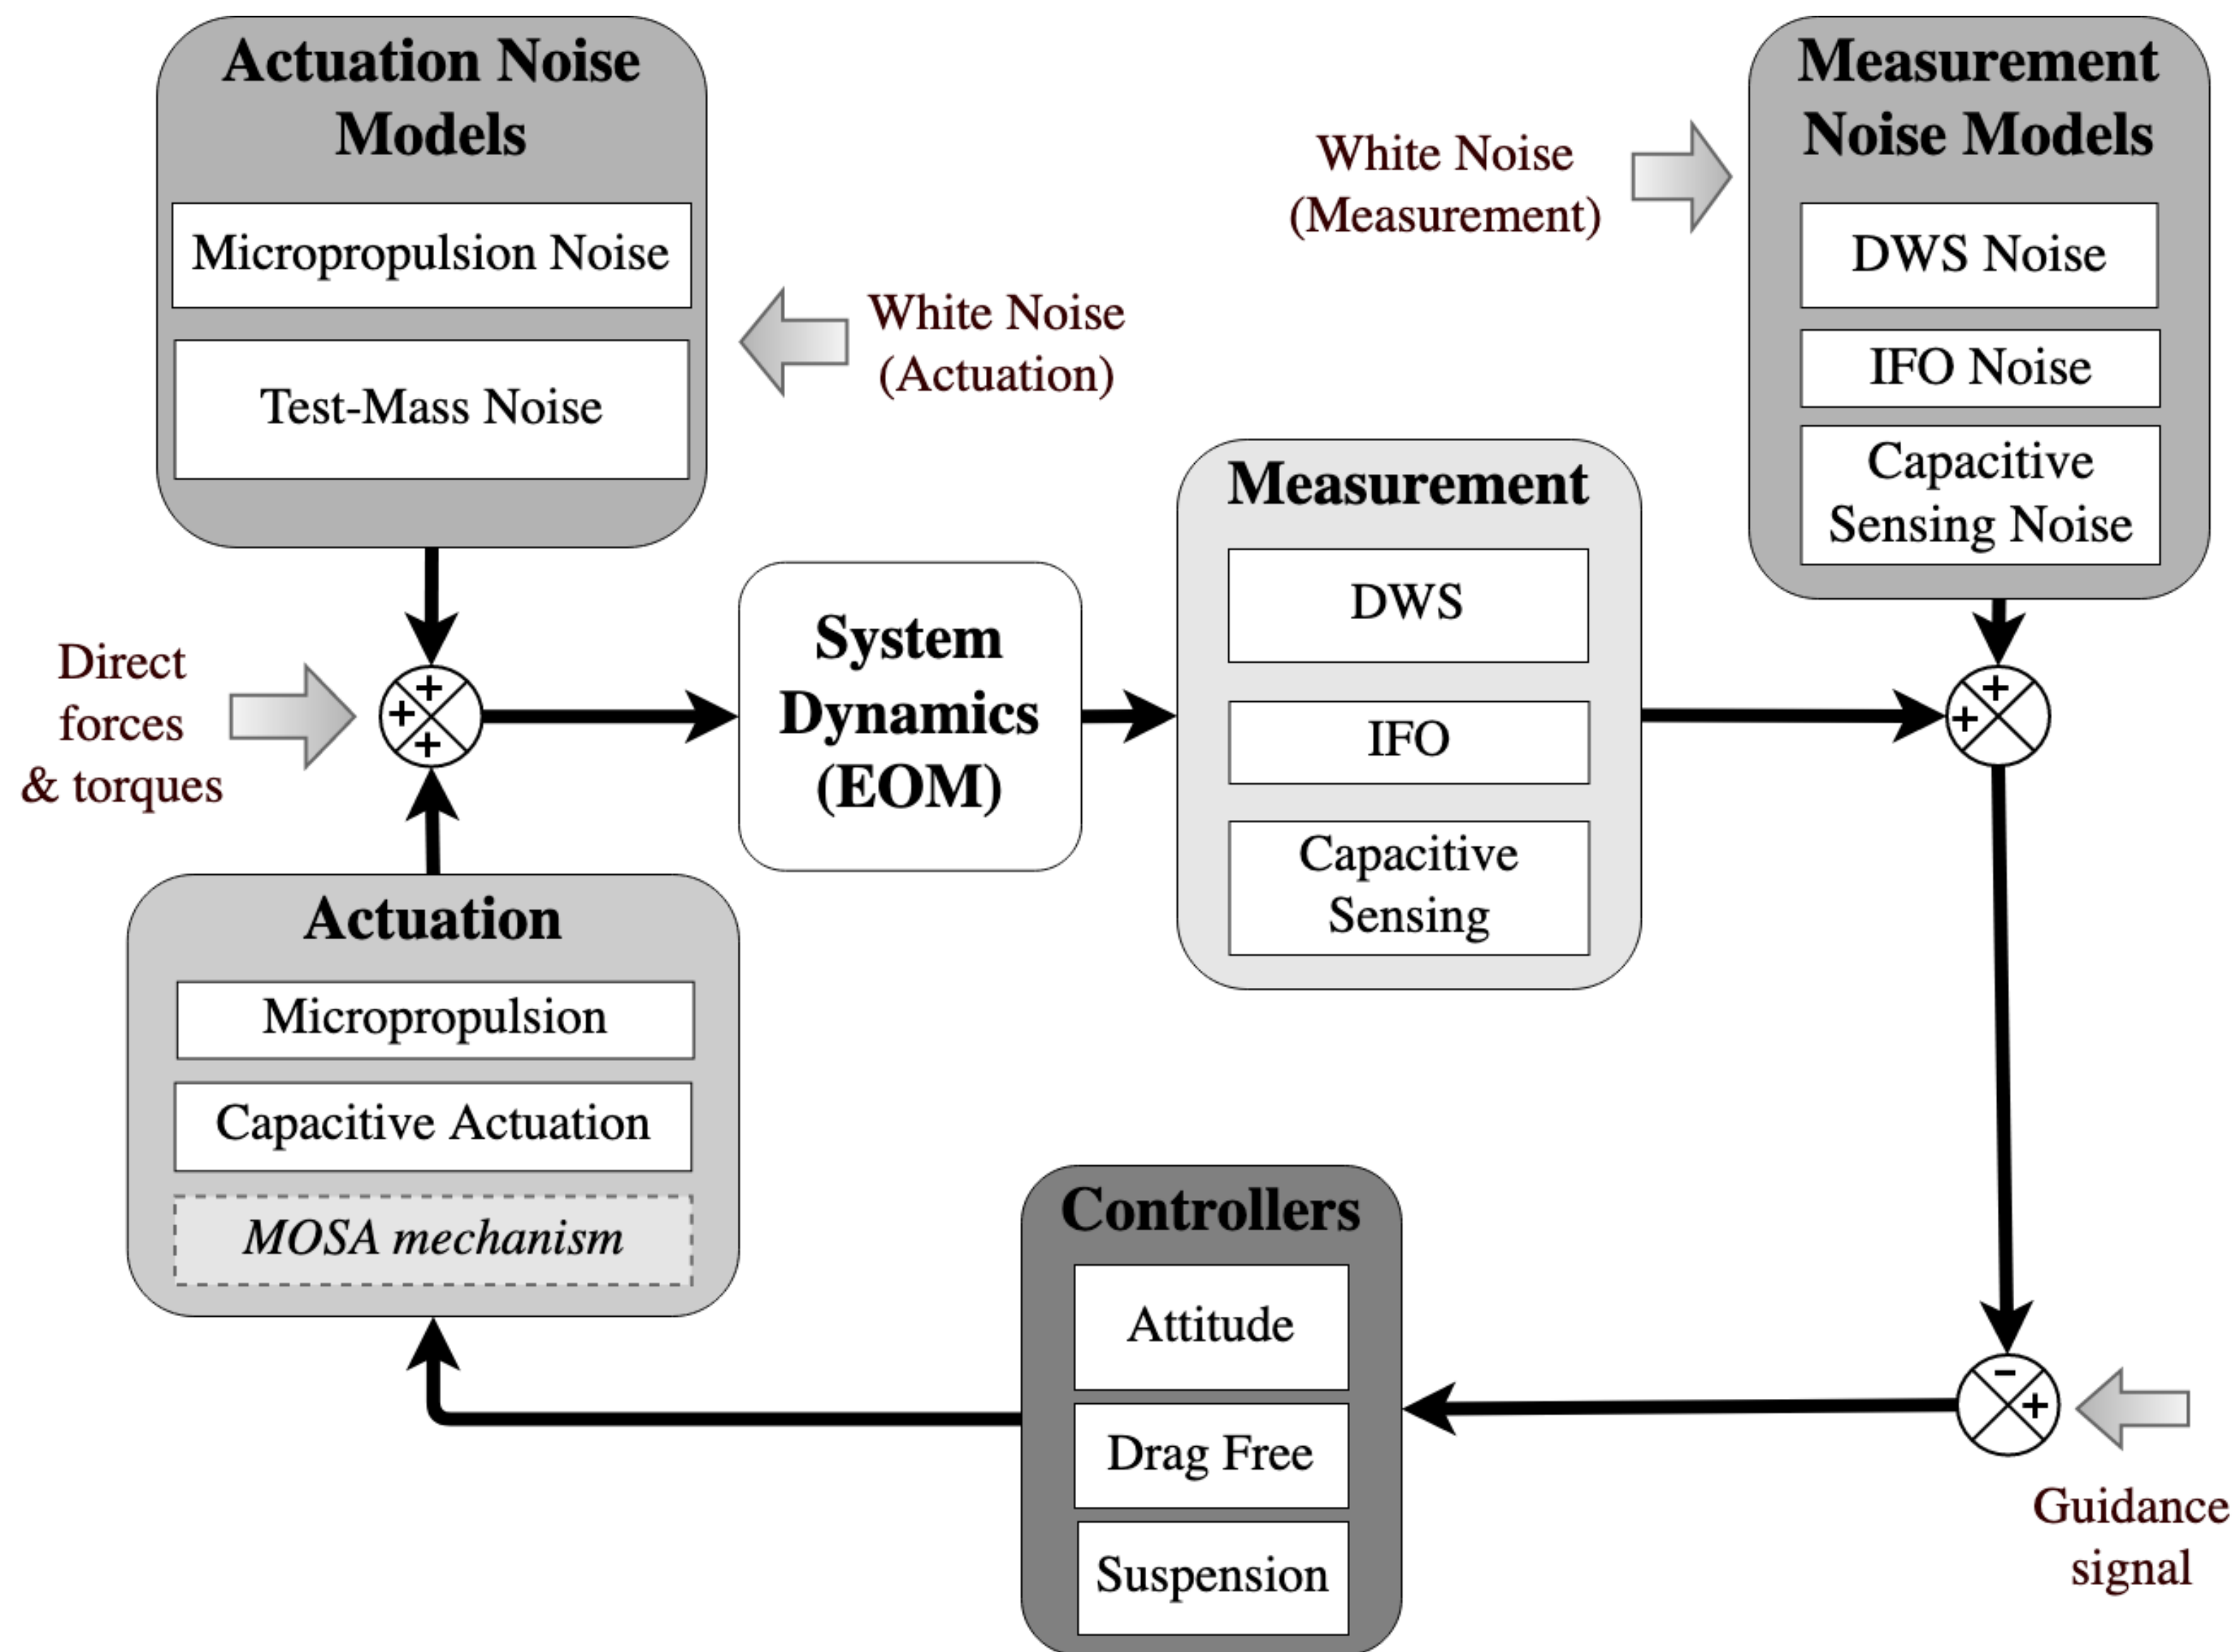 Actuation Noise
Models
Micropropulsion Noise
Test-Mass Noise
White Noise
(Actuation)
White Noise
(Measurement)
Measurement
Noise Models
DWS Noise
IFO Noise
Capacitive
Sensing Noise
Direct
forces
& torques
+
+
+
System
Dynamics
(EOM)
Measurement
DWS
IFO
Capacitive
Sensing
+
+
Actuation
Micropropulsion
Capacitive Actuation
MOSA mechanism
Controllers
Attitude
Drag Free
Suspension
-
+
Guidance
signal